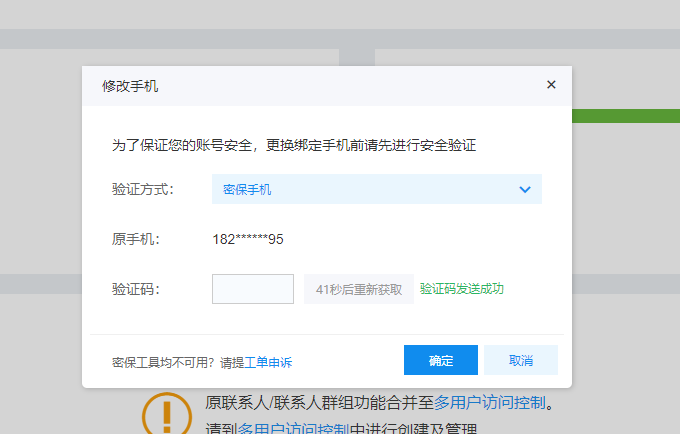 修改手机
×
为了保证您的账号安全，更换绑定手机前请先进行安全验证
验证方式：
密保手机
原手机：
182******95
验证码：
41秒后重新获取
验证码发送成功
密保工具均不可用？请提工单申诉
确定
取消
原联系人/联系人群组功能合并至多用户访问控制。
请到多用户访问控制中进行创建及管理